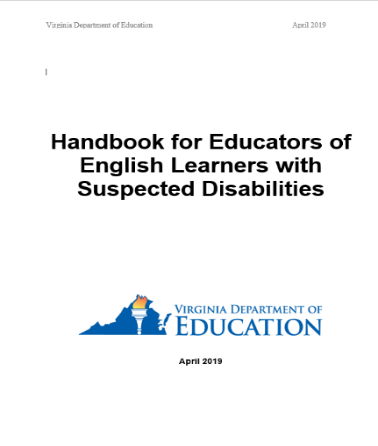 Virginia Department of Education April 2019
Handbook for Educators of
English Learners with
Suspected Disabilities
VIRGINIA DEPARTMENT OF
EDUCATION
April 2019